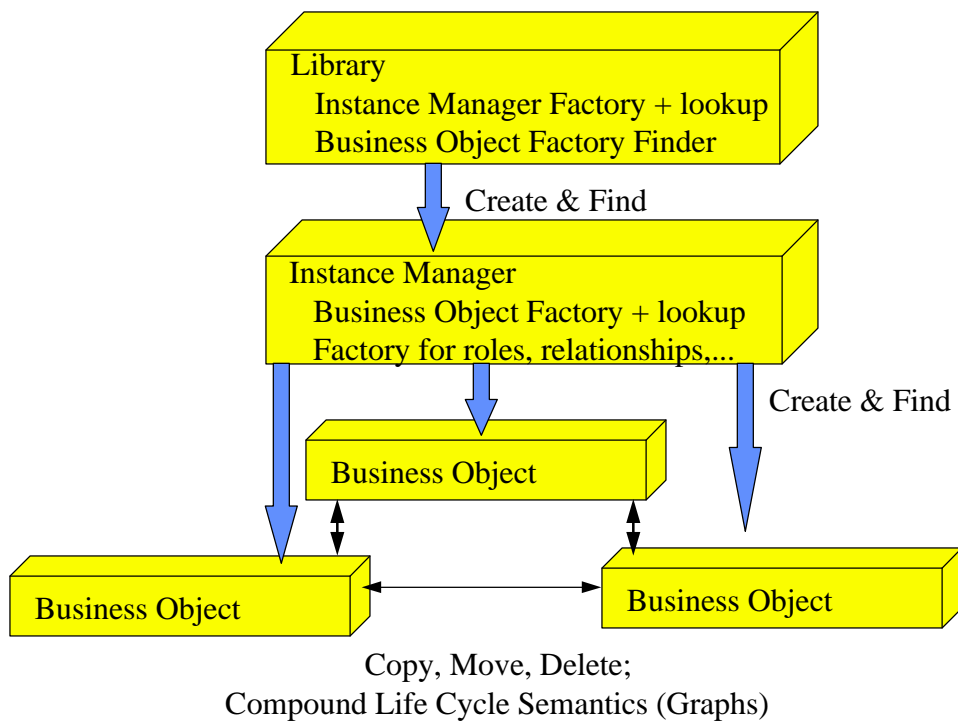 Library
Instance Manager Factory + lookup
Business Object Factory Finder
Create & Find
Instance Manager
Business Object Factory + lookup
Factory for roles, relationships,...
Create & Find
Business Object
Business Object
Business Object
Copy, Move, Delete;
Compound Life Cycle Semantics (Graphs)